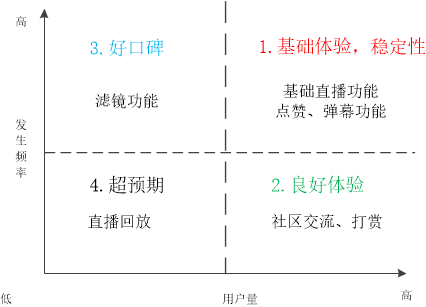 高
3.好口碑
1.基础体验，稳定性
滤镜功能
基础直播功能
点赞、弹幕功能
发生频率
4.超预期
2.良好体验
直播回放
社区交流、打赏
低
用户量
高